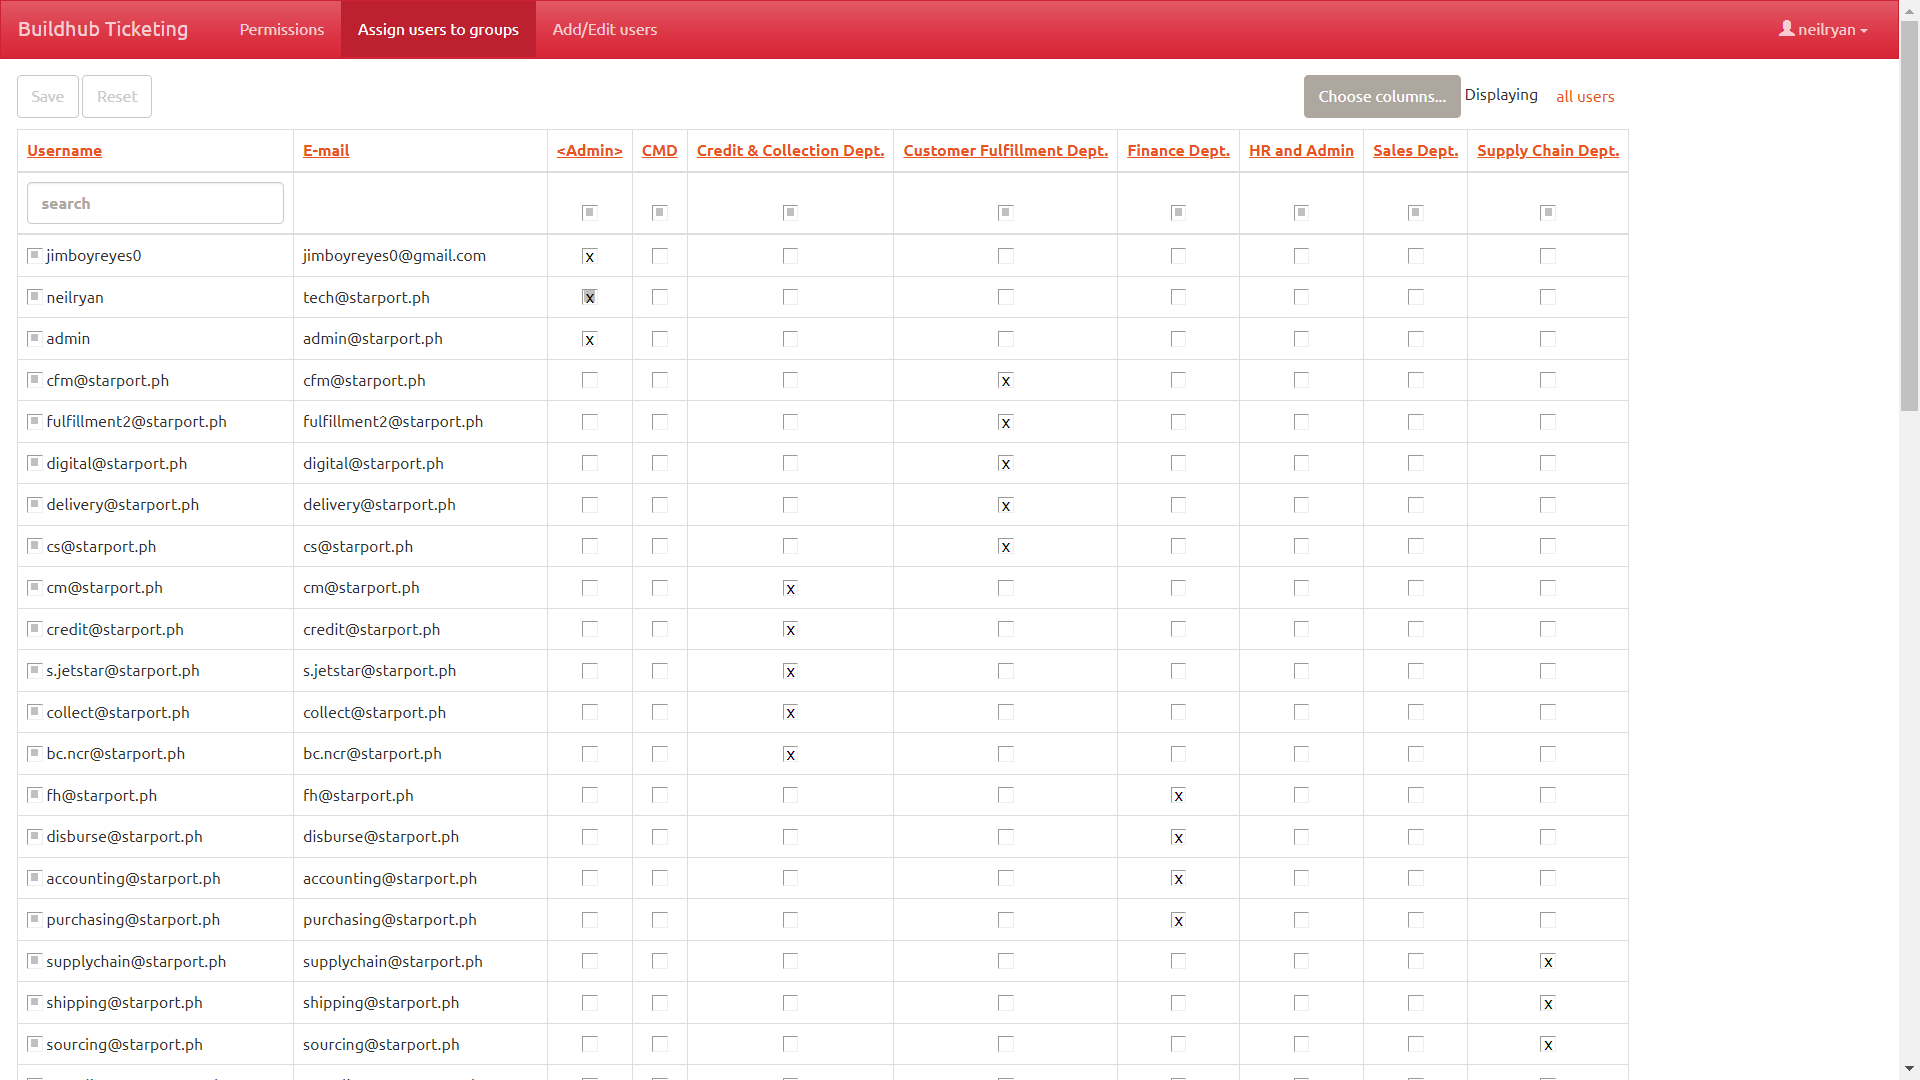 Buildhub Ticketing Permissions Assign users to groups Add/Edit users neilryan
Save Reset Choose columns... Displaying all users
Username E-mail <Admin> CMD Credit & Collection Dept. Customer Fulfillment Dept. Finance Dept. HR and Admin Sales Dept. Supply Chain Dept.
search
jimboyreyes0 jimboyreyes0@gmail.com x
neilryan tech@starport.ph x
admin admin@starport.ph x
cfm@starport.ph cfm@starport.ph x
fulfillment2@starport.ph fulfillment2@starport.ph x
digital@starport.ph digital@starport.ph x
delivery@starport.ph delivery@starport.ph x
cs@starport.ph cs@starport.ph x
cm@starport.ph cm@starport.ph x
credit@starport.ph credit@starport.ph x
s.jetstar@starport.ph s.jetstar@starport.ph x
collect@starport.ph collect@starport.ph x
bc.ncr@starport.ph bc.ncr@starport.ph x
fh@starport.ph fh@starport.ph x
disburse@starport.ph disburse@starport.ph x
accounting@starport.ph accounting@starport.ph x
purchasing@starport.ph purchasing@starport.ph x
supplychain@starport.ph supplychain@starport.ph x
shipping@starport.ph shipping@starport.ph x
sourcing@starport.ph sourcing@starport.ph x